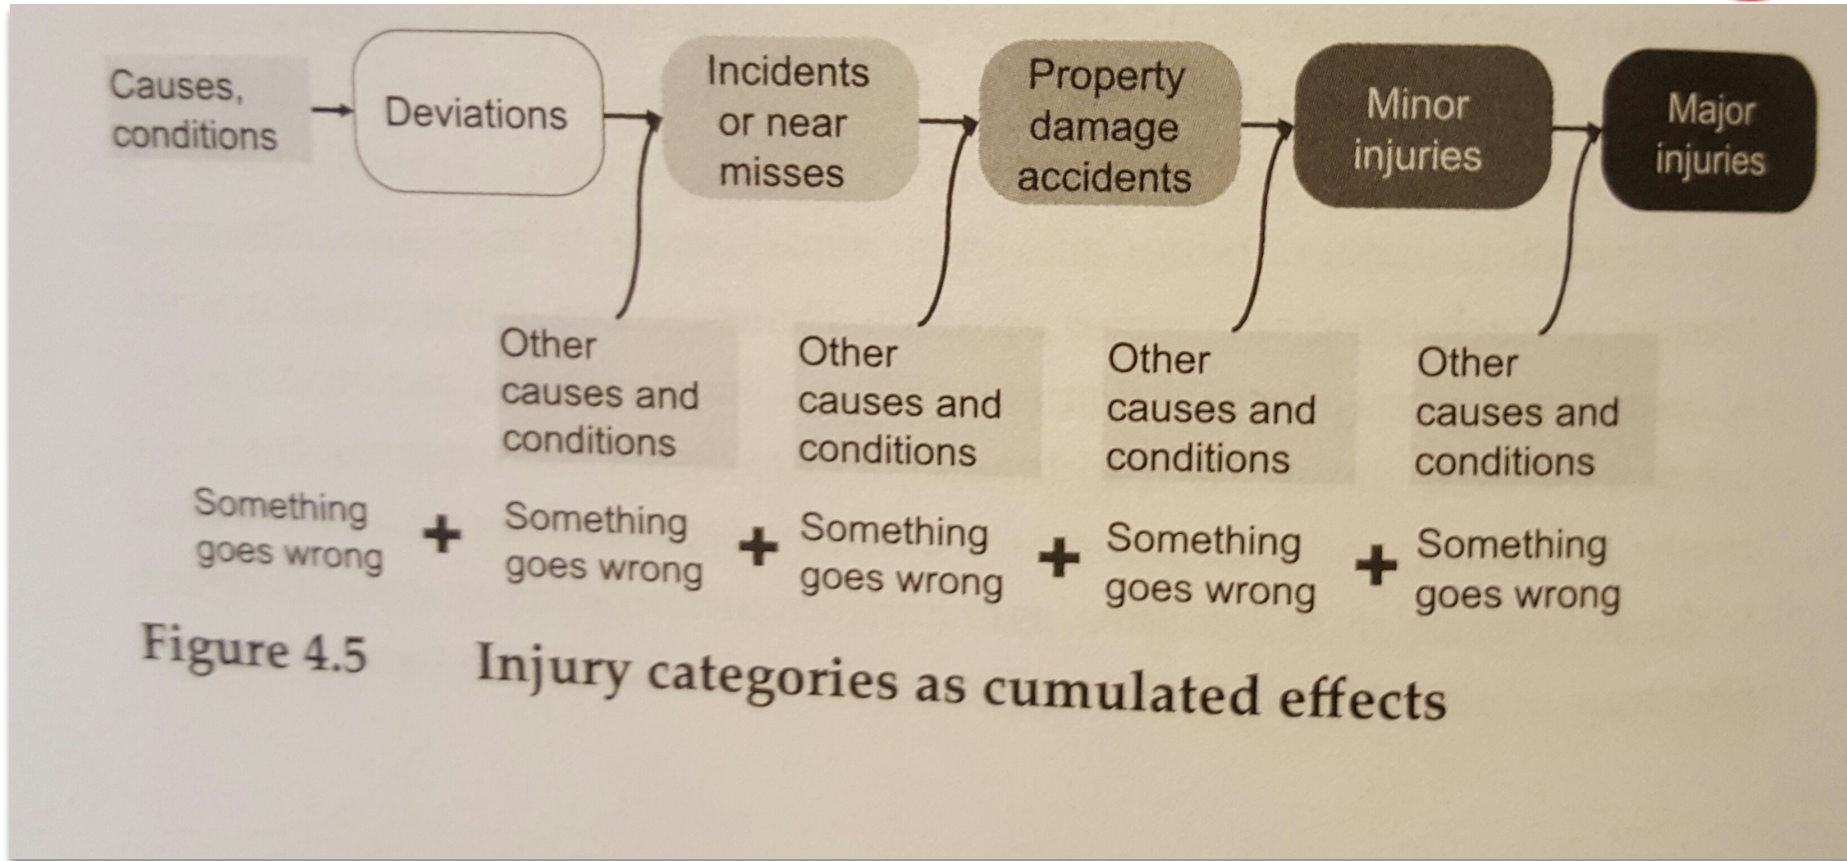 Causes,
conditions
Deviations
Incidents
or near
misses
Property
damage
accidents
Minor
injuries
Major
injuries
Other
causes and
conditions
Other
causes and
conditions
Other
causes and
conditions
Other
causes and
conditions
Something
goes wrong
+
Something
goes wrong
+
Something
goes wrong
+
Something
goes wrong
+
Something
goes wrong
Figure 4.5 Injury categories as cumulated effects